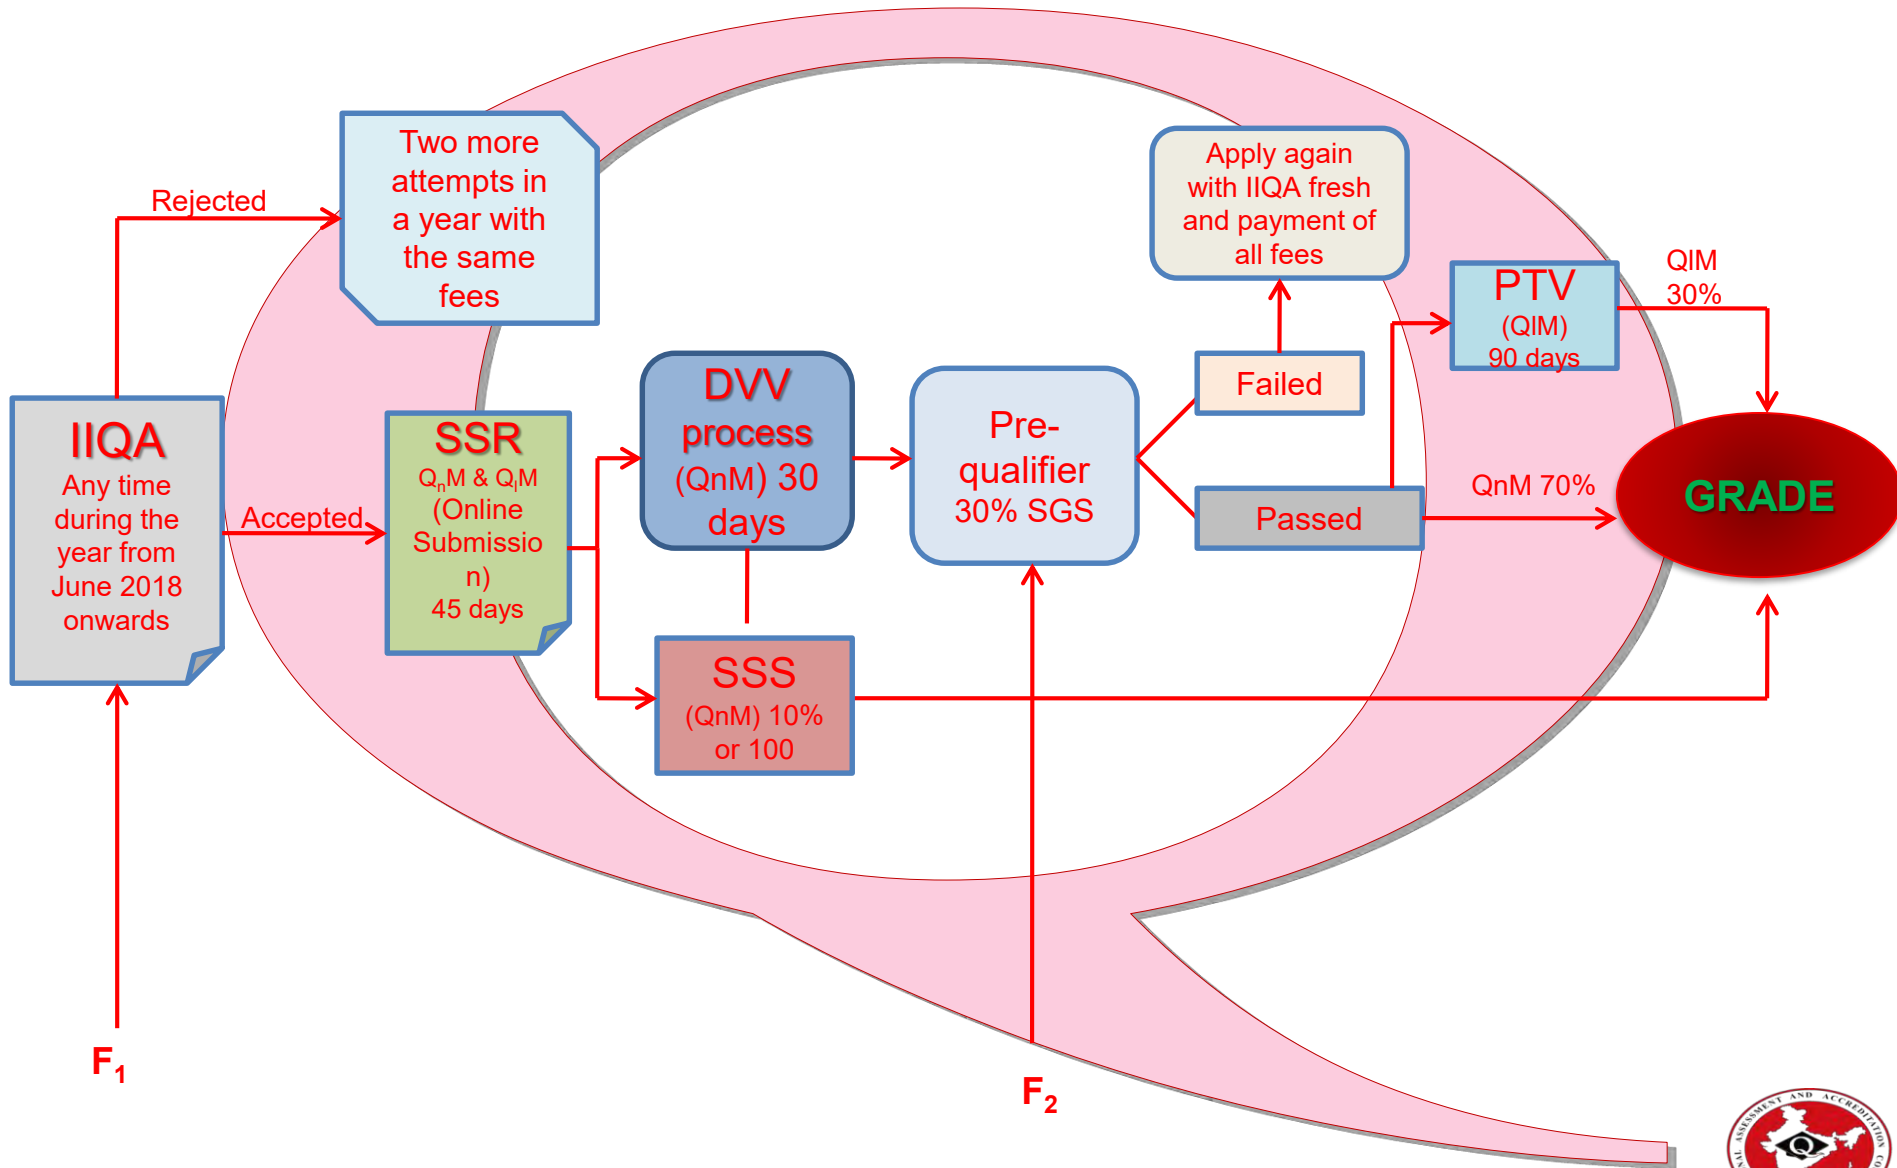 Two more
attempts in
a year with
the same
fees
Rejected
Apply again
with IIQA fresh
and payment of
all fees
QIM
30%
PTV
(QIM)
90 days
IIQA
Any time
during the
year from
June 2018
onwards
Accepted
SSR
QnM & QlM
(Online
Submissio
n)
45 days
DVV
process
(QnM) 30
days
Pre-
qualifier
30% SGS
Failed
Passed
QnM 70%
GRADE
SSS
(QnM) 10%
or 100
F1
F2
ASSESSMENT AND ACCREDITATION
Q